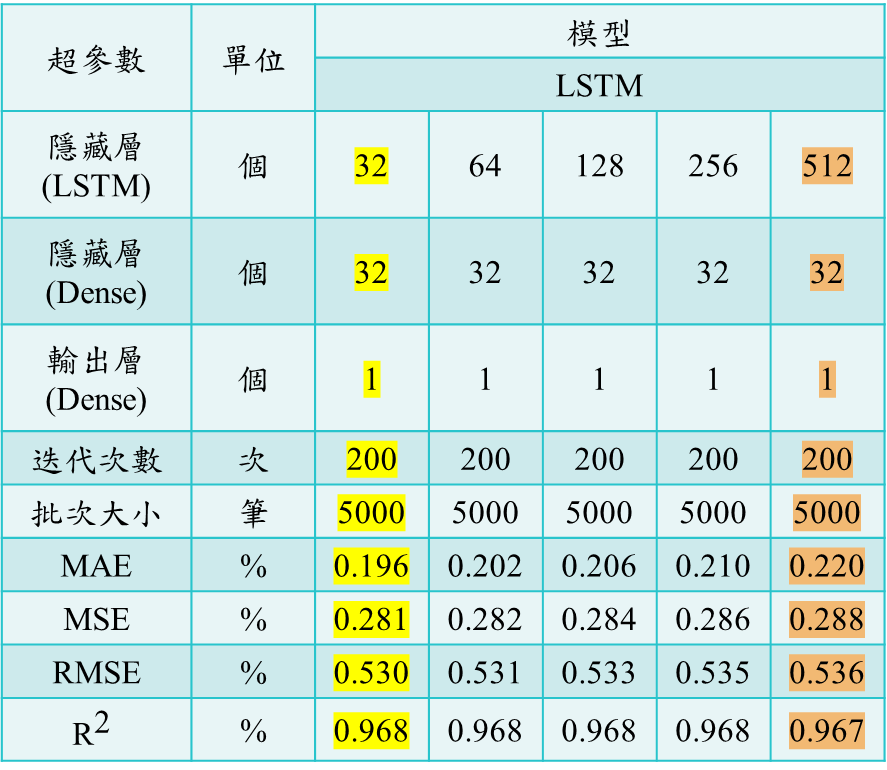 超參數 單位 模型
LSTM
隱藏層
(LSTM) 個 32 64 128 256 512
隱藏層
(Dense) 個 32 32 32 32 32
輸出層
(Dense) 個 1 1 1 1 1
迭代次數 次 200 200 200 200 200
批次大小 筆 5000 5000 5000 5000 5000
MAE % 0.196 0.202 0.206 0.210 0.220
MSE % 0.281 0.282 0.284 0.286 0.288
RMSE % 0.530 0.531 0.533 0.535 0.536
R2 % 0.968 0.968 0.968 0.968 0.967